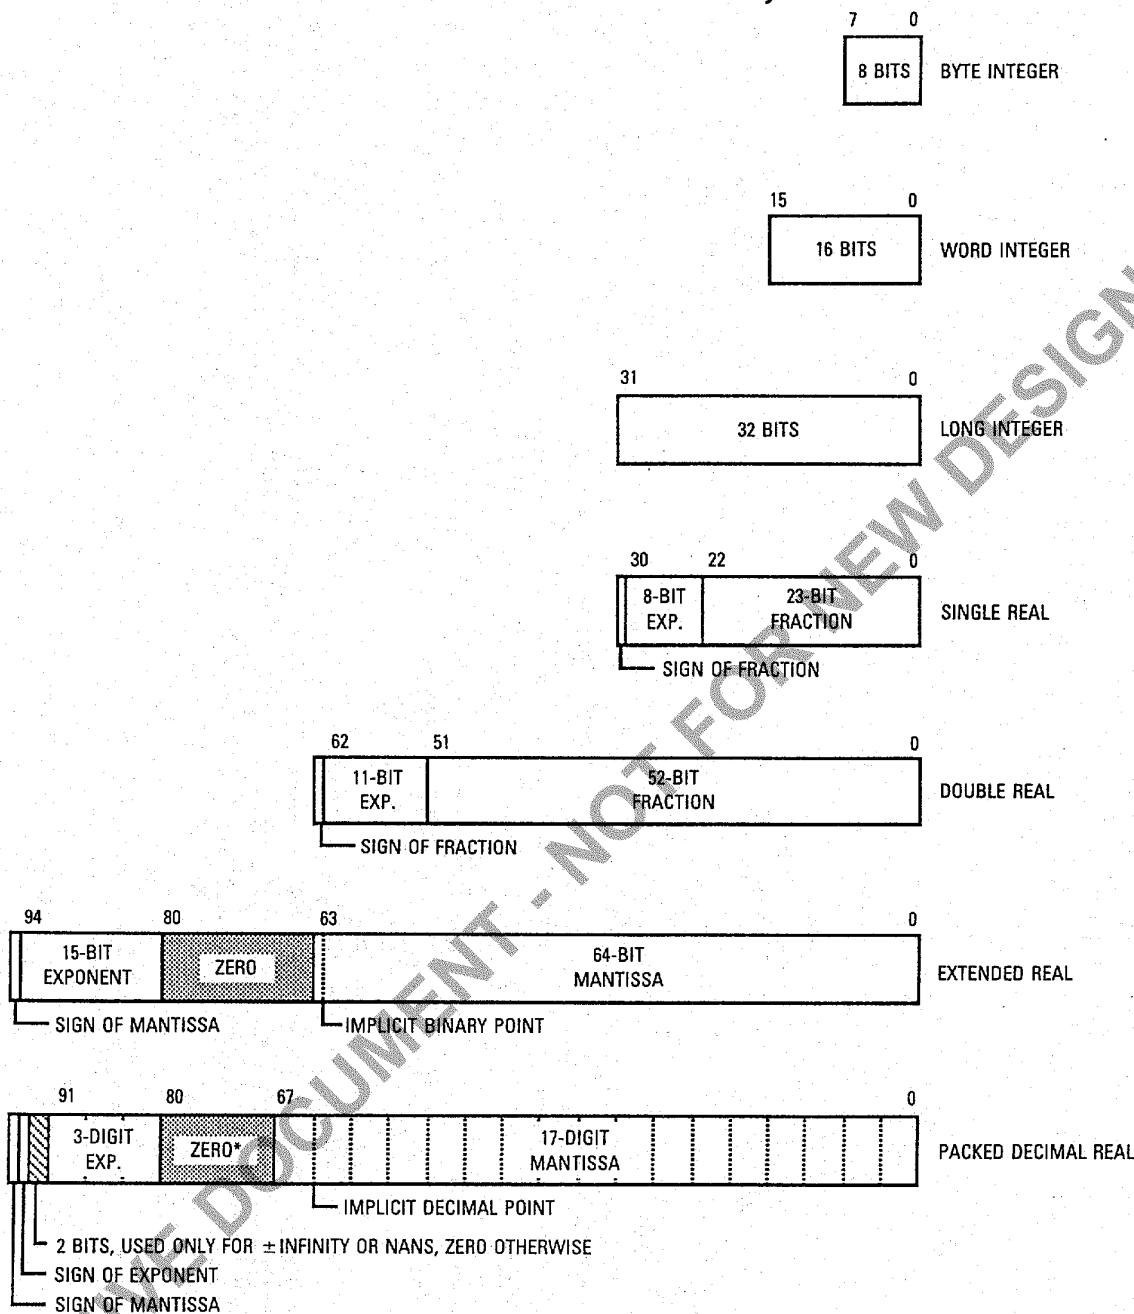 7 0
8 BITS BYTE INTEGER
15 0
16 BITS WORD INTEGER
31 0
32 BITS LONG INTEGER
30 22 0
8-BIT EXP. 23-BIT FRACTION SINGLE REAL
SIGN OF FRACTION
62 51 0
11-BIT EXP. 52-BIT FRACTION DOUBLE REAL
SIGN OF FRACTION
94 80 63 0
15-BIT EXPONENT ZERO 64-BIT MANTISSA EXTENDED REAL
SIGN OF MANTISSA IMPLICIT BINARY POINT
91 80 67 0
3-DIGIT EXP. ZERO* 17-DIGIT MANTISSA PACKED DECIMAL REAL
IMPLICIT DECIMAL POINT
2 BITS, USED ONLY FOR ±INFINITY OR NANS, ZERO OTHERWISE
SIGN OF EXPONENT
SIGN OF MANTISSA
DOCUMENT - NOT FOR NEW DESIGN